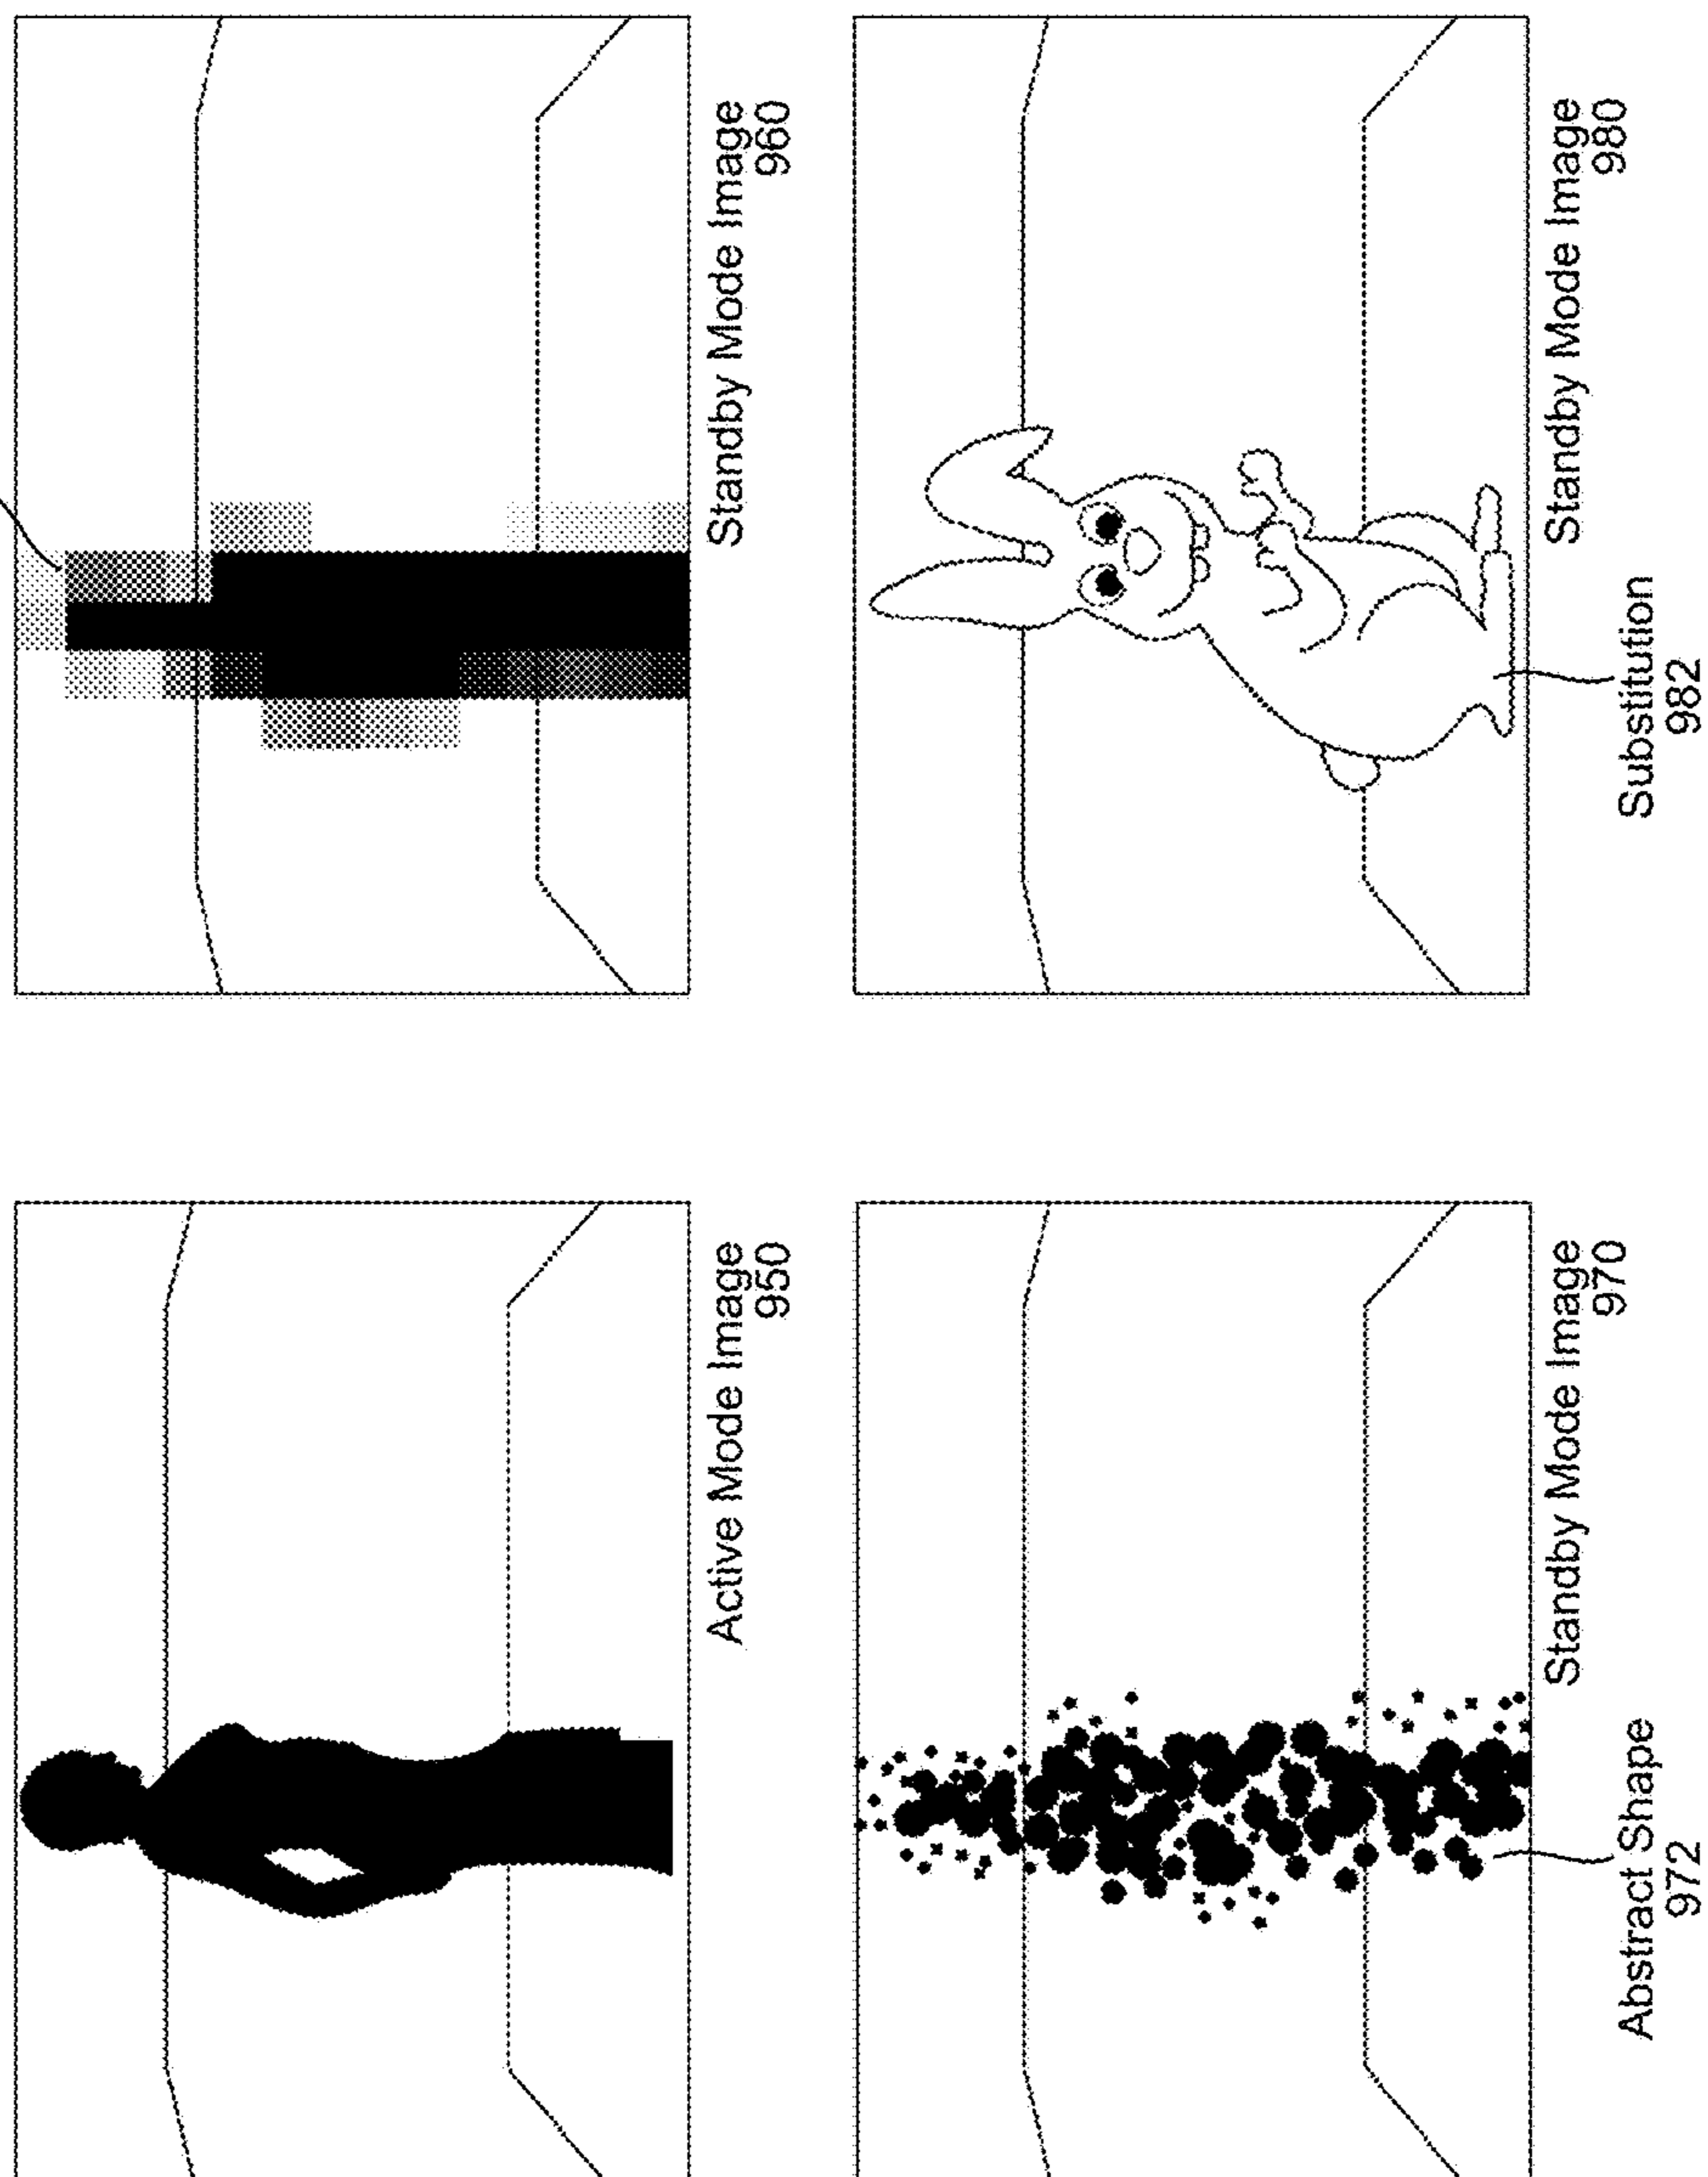 Active Mode Image
950
Standby Mode Image
960
Standby Mode Image
970
Abstract Shape
972
Standby Mode Image
980
Substitution
982